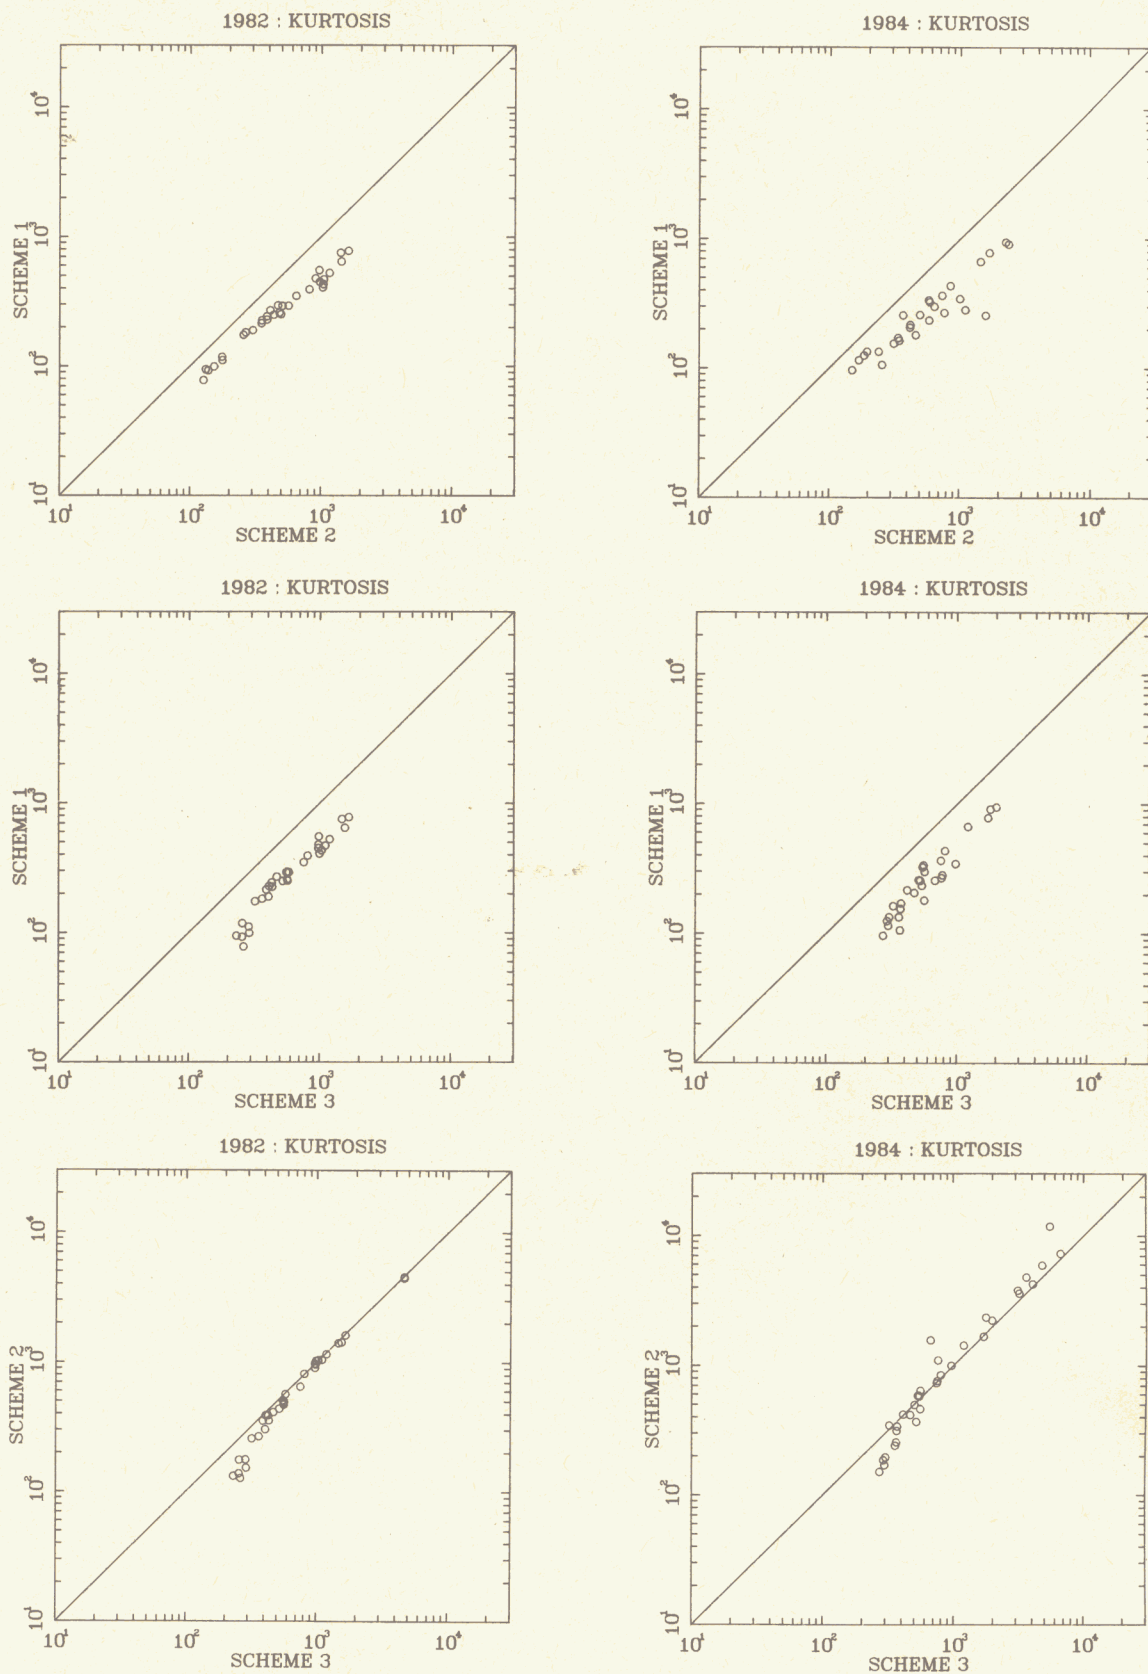 1982 : KURTOSIS
SCHEME 1
10⁴
10³
10²
10¹
10¹ 10² 10³ 10⁴
SCHEME 2
1984 : KURTOSIS
SCHEME 1
10⁴
10³
10²
10¹
10¹ 10² 10³ 10⁴
SCHEME 2
1982 : KURTOSIS
SCHEME 1
10⁴
10³
10²
10¹
10¹ 10² 10³ 10⁴
SCHEME 3
1984 : KURTOSIS
SCHEME 1
10⁴
10³
10²
10¹
10¹ 10² 10³ 10⁴
SCHEME 3
1982 : KURTOSIS
SCHEME 2
10⁴
10³
10²
10¹
10¹ 10² 10³ 10⁴
SCHEME 3
1984 : KURTOSIS
SCHEME 2
10⁴
10³
10²
10¹
10¹ 10² 10³ 10⁴
SCHEME 3